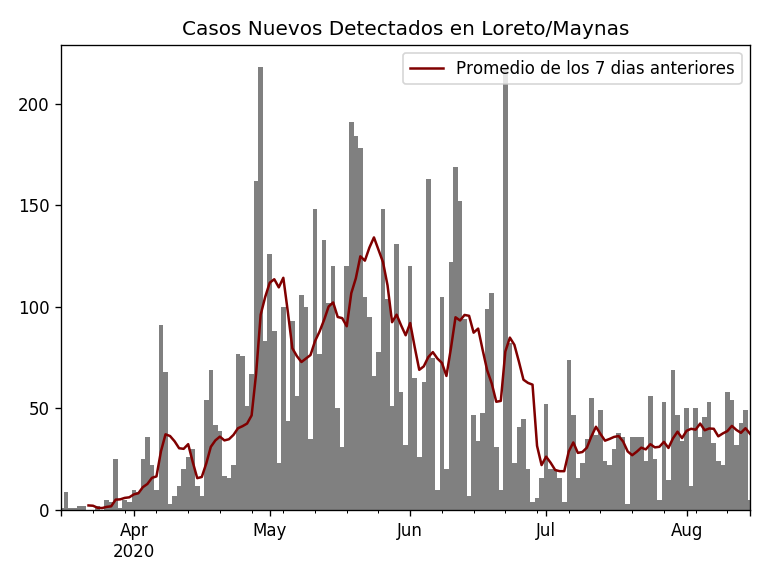 Casos Nuevos Detectados en Loreto/Maynas
Promedio de los 7 dias anteriores
200
150
100
50
0
Apr May Jun Jul Aug
2020